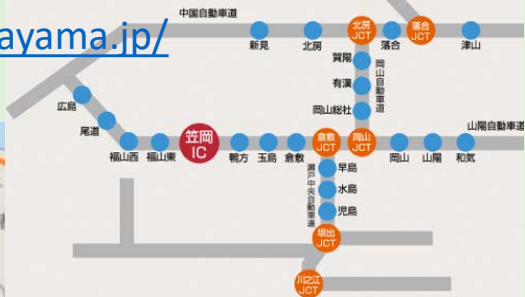 中国自動車道
ayama.jp/
新見
北房
北房
JCT
落合
落合
JCT
津山
賀陽
有漢
岡山総社
岡山自動車道
山陽自動車道
広島
尾道
福山西
福山東
笠岡
IC
鴨方
玉島
倉敷
倉敷
JCT
岡山
JCT
岡山
山陽
和気
瀬戸中央自動車道
早島
水島
児島
坂出
JCT
川之江
JCT